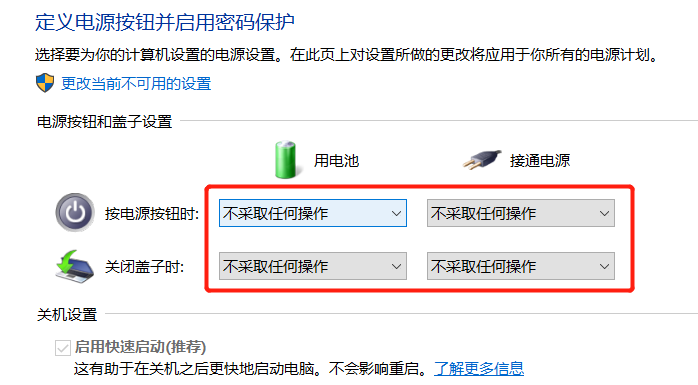 定义电源按钮并启用密码保护
选择要为你的计算机设置的电源设置。在此页上对设置所做的更改将应用于你所有的电源计划。
更改当前不可用的设置
电源按钮和盖子设置
用电池 接通电源
按电源按钮时: 不采取任何操作 不采取任何操作
关闭盖子时: 不采取任何操作 不采取任何操作
关机设置
启用快速启动(推荐)
这有助于在关机之后更快地启动电脑。不会影响重启。了解更多信息